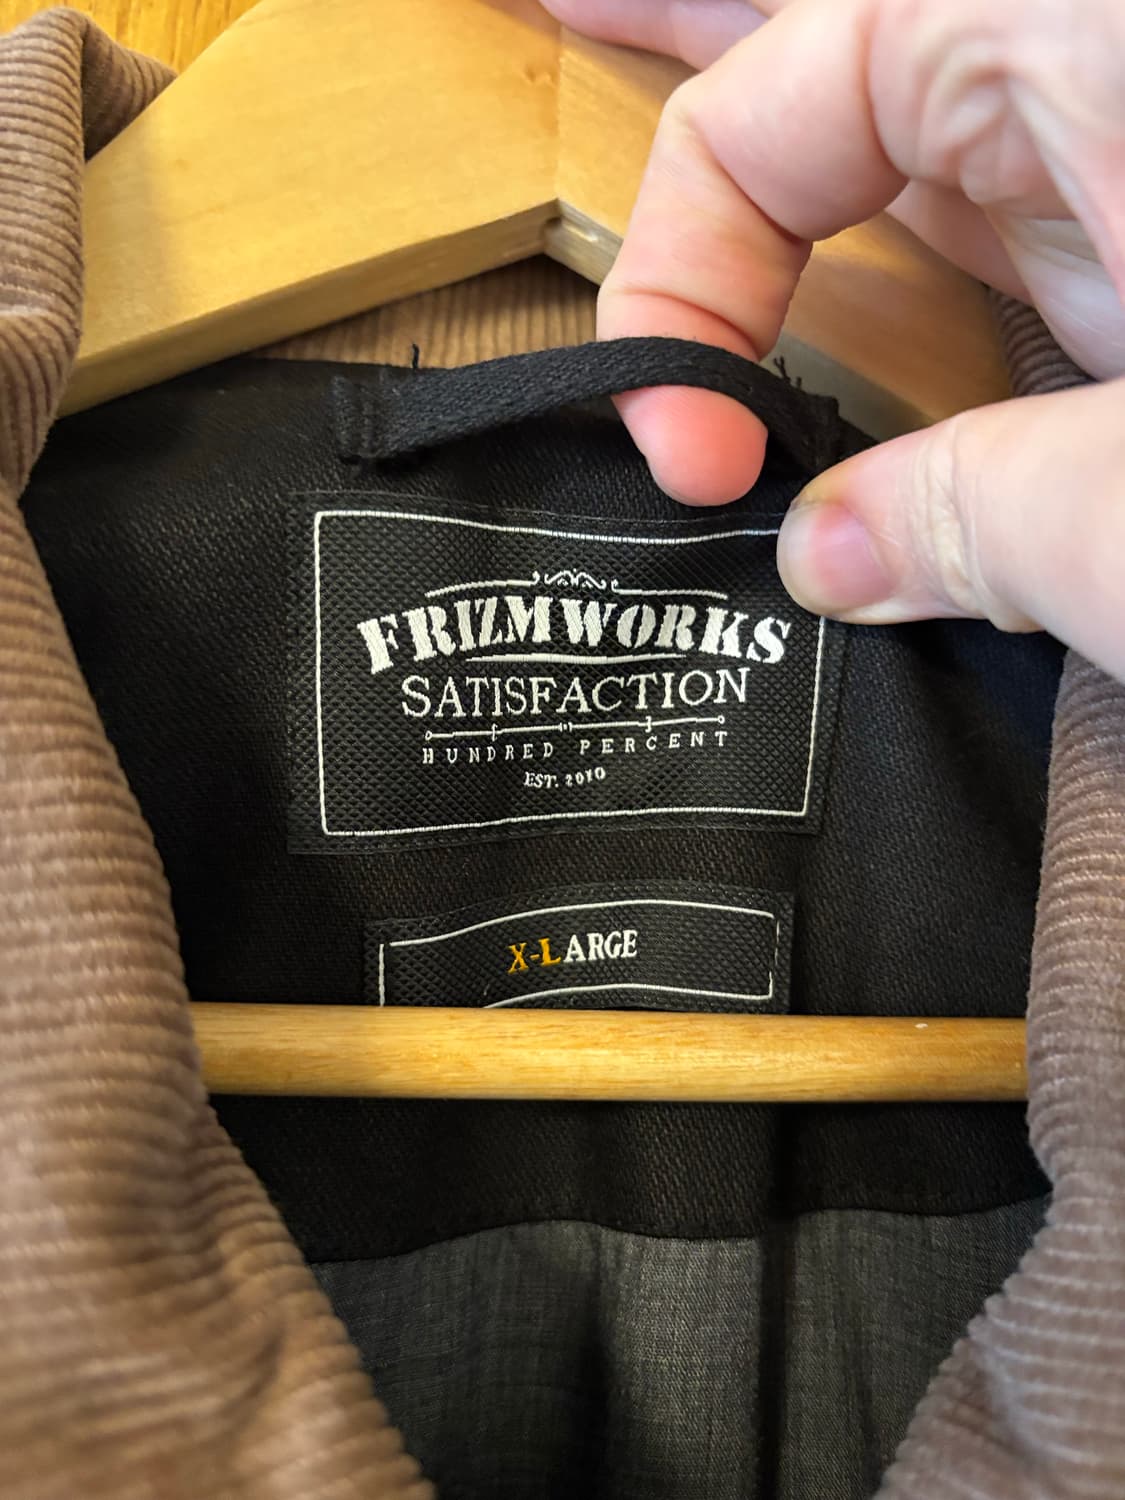 FRIZMWORKS
SATISFACTION
HUNDRED PERCENT
EST. 2010
X-LARGE